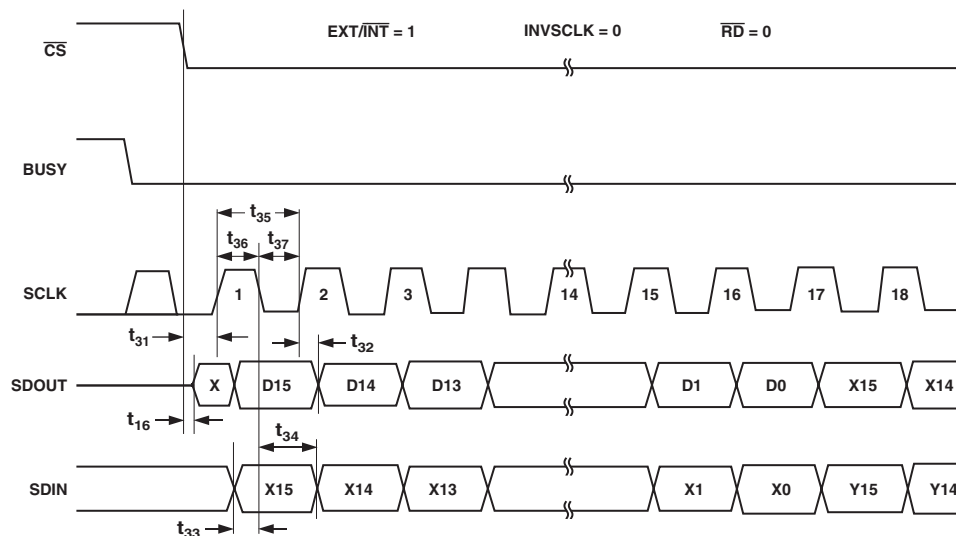 EXT/INT = 1 INVSCLK = 0 RD = 0
CS
BUSY
t35
t36 t37
SCLK 1 2 3 14 15 16 17 18
t31 t32
SDOUT X D15 D14 D13 D1 D0 X15 X14
t16 t34
SDIN X15 X14 X13 X1 X0 Y15 Y14
t33